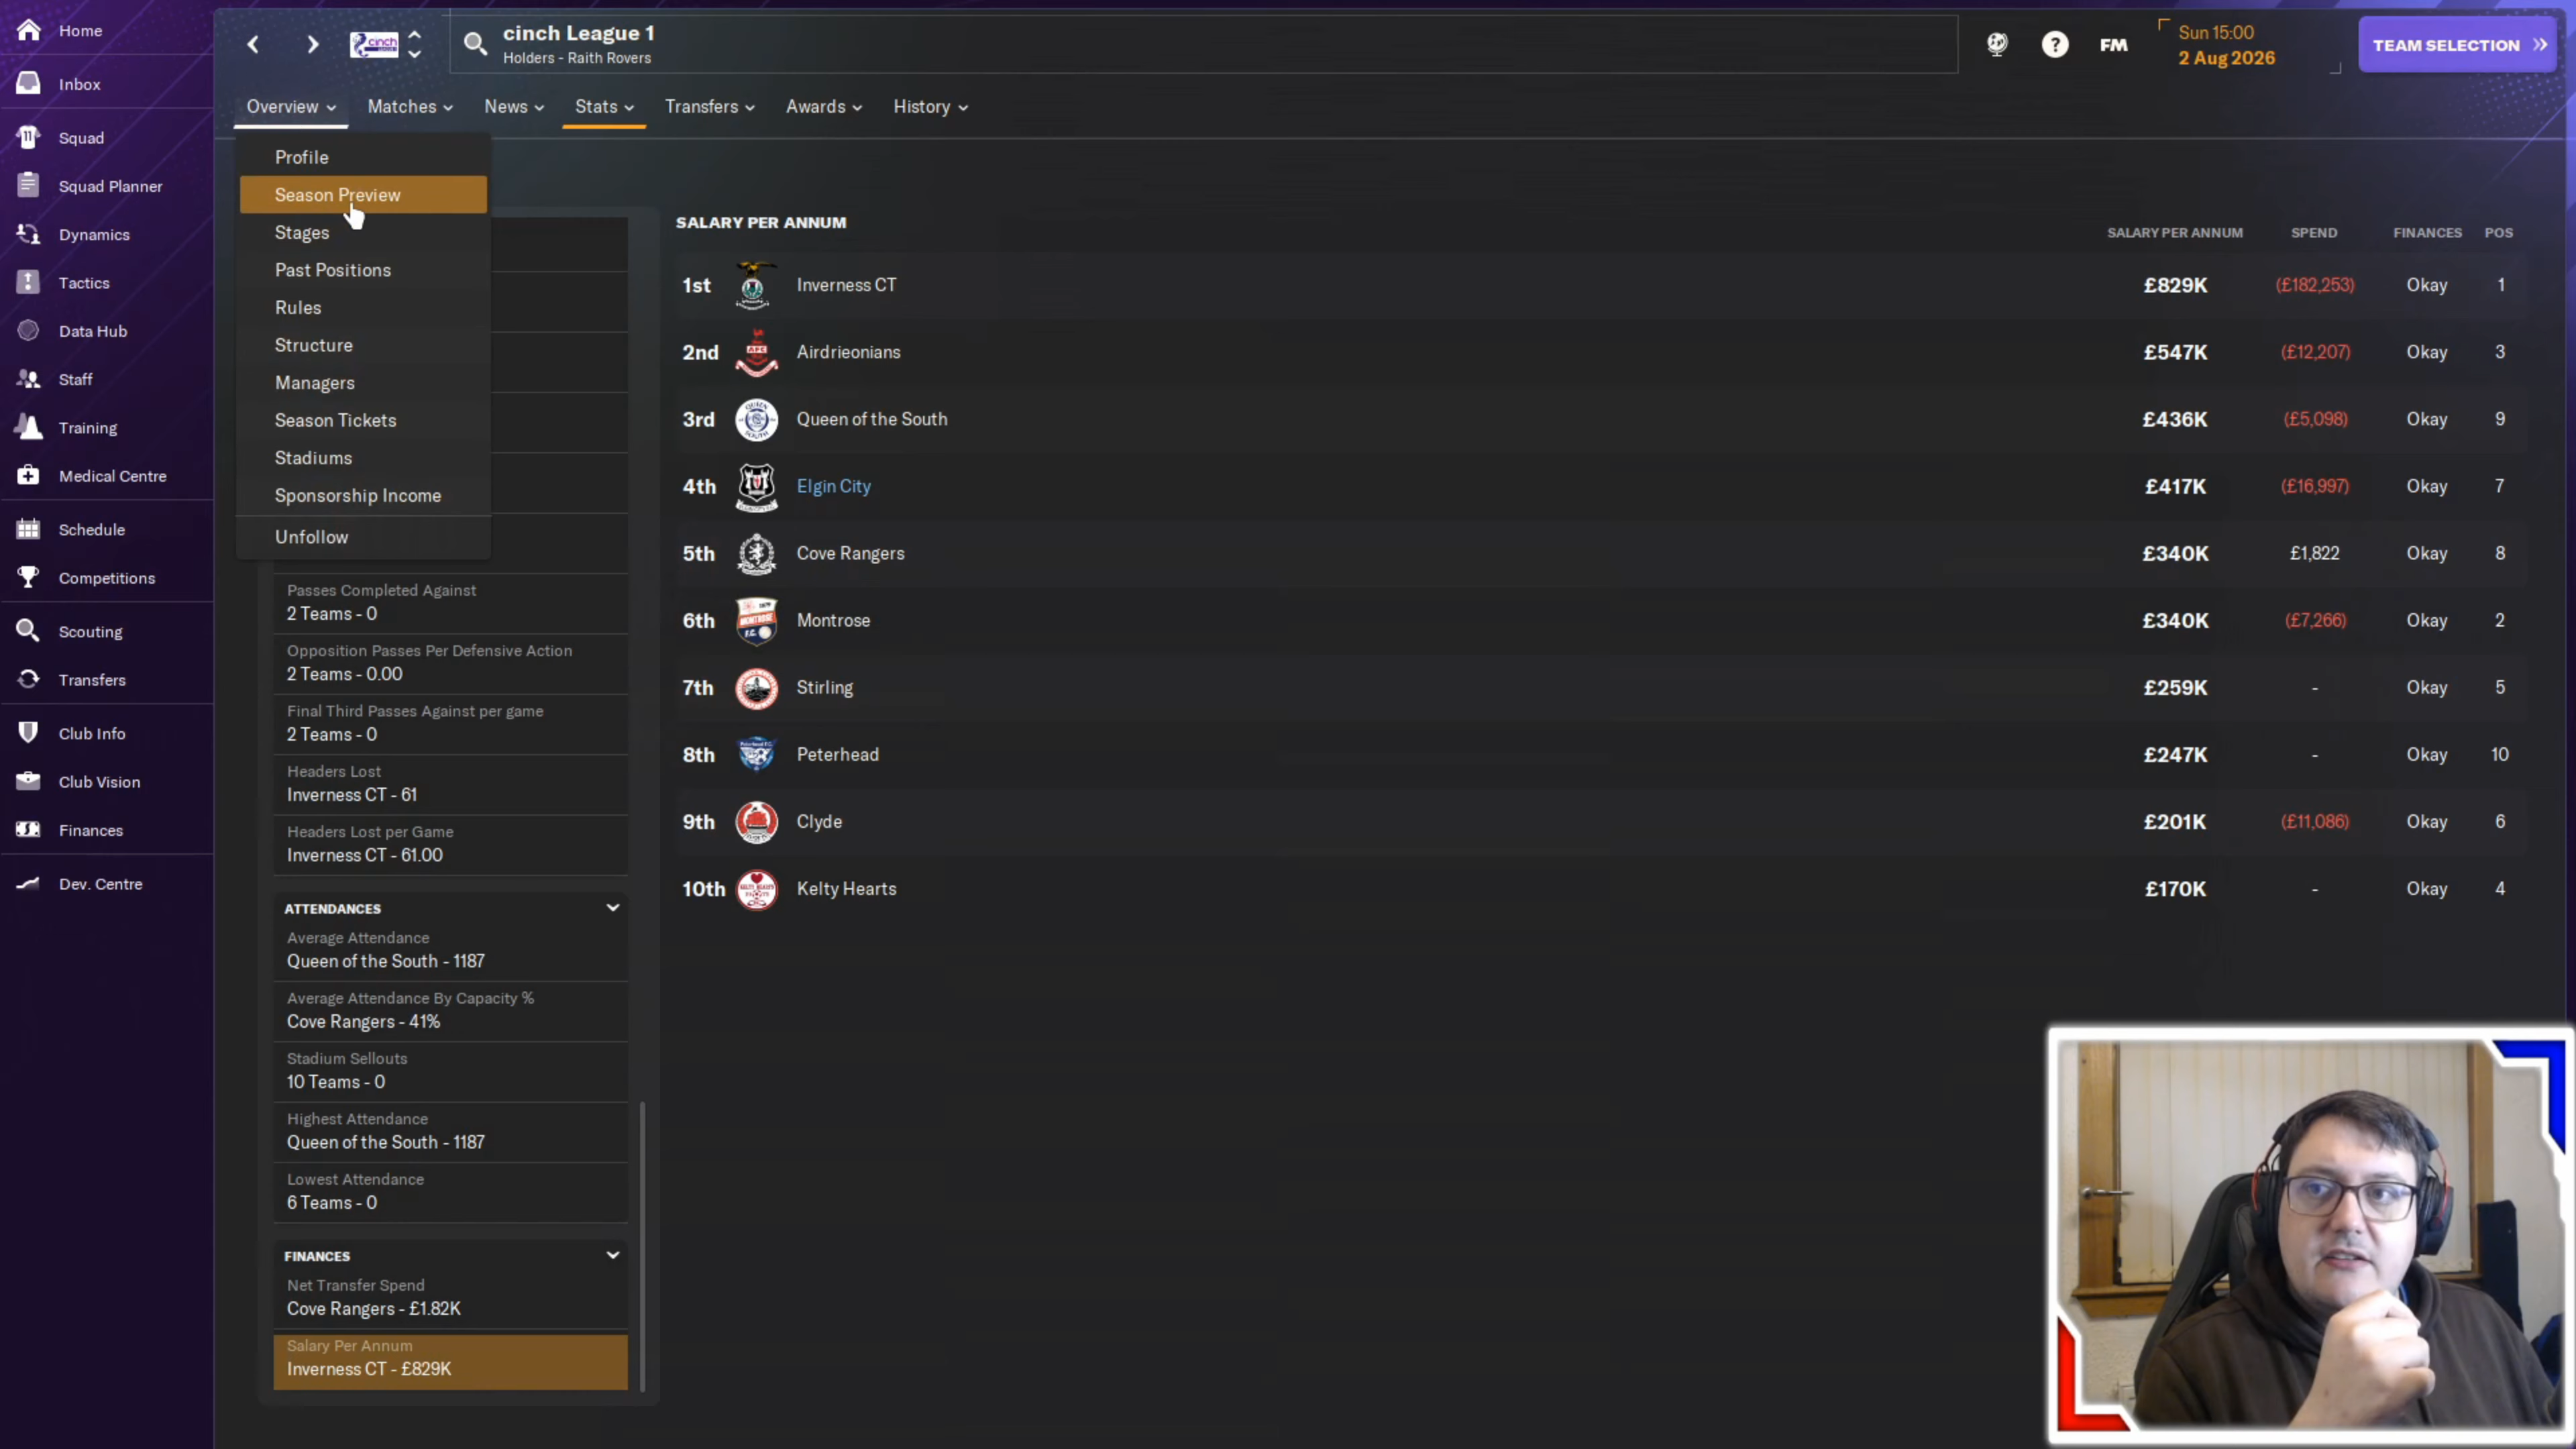 Home
Inbox
Squad
Squad Planner
Dynamics
Tactics
Data Hub
Staff
Training
Medical Centre
Schedule
Competitions
Scouting
Transfers
Club Info
Club Vision
Finances
Dev. Centre
cinch
cinch League 1
Holders - Raith Rovers
?
FM
Sun 15:00
2 Aug 2026
TEAM SELECTION
Overview Matches News Stats Transfers Awards History
Profile
Season Preview
Stages
Past Positions
Rules
Structure
Managers
Season Tickets
Stadiums
Sponsorship Income
Unfollow
Passes Completed Against
2 Teams - 0
Opposition Passes Per Defensive Action
2 Teams - 0.00
Final Third Passes Against per game
2 Teams - 0
Headers Lost
Inverness CT - 61
Headers Lost per Game
Inverness CT - 61.00
ATTENDANCES
Average Attendance
Queen of the South - 1187
Average Attendance By Capacity %
Cove Rangers - 41%
Stadium Sellouts
10 Teams - 0
Highest Attendance
Queen of the South - 1187
Lowest Attendance
6 Teams - 0
FINANCES
Net Transfer Spend
Cove Rangers - £1.82K
Salary Per Annum
Inverness CT - £829K
SALARY PER ANNUM
SALARY PER ANNUM SPEND FINANCES POS
1st Inverness CT £829K (£182,253) Okay 1
2nd Airdrieonians £547K (£12,207) Okay 3
3rd Queen of the South £436K (£5,098) Okay 9
4th Elgin City £417K (£16,997) Okay 7
5th Cove Rangers £340K £1,822 Okay 8
6th Montrose £340K (£7,266) Okay 2
7th Stirling £259K - Okay 5
8th Peterhead £247K - Okay 10
9th Clyde £201K (£11,086) Okay 6
10th Kelty Hearts £170K - Okay 4